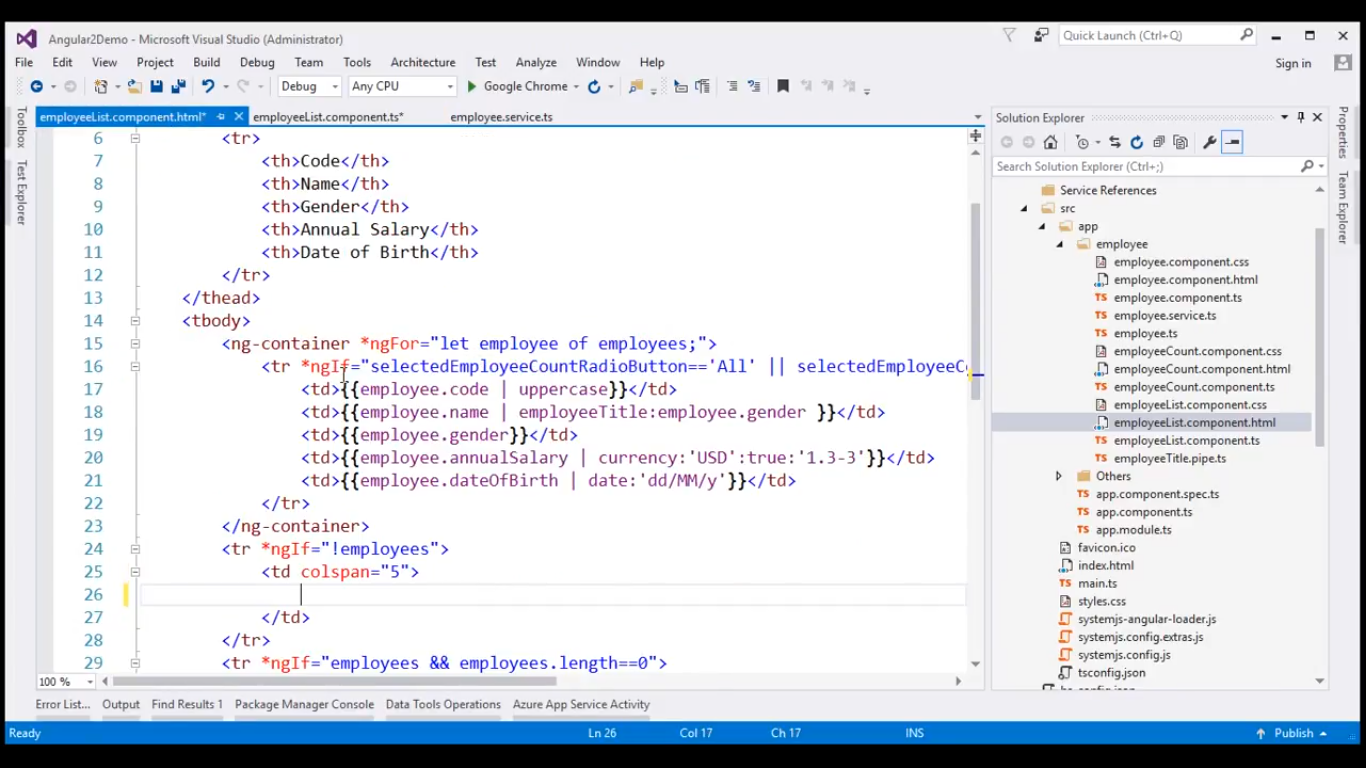 Angular2Demo - Microsoft Visual Studio (Administrator)
Quick Launch (Ctrl+Q)
File Edit View Project Build Debug Team Tools Architecture Test Analyze Window Help
Sign in
Debug Any CPU Google Chrome
employeeList.component.html* employeeList.component.ts* employee.service.ts
Toolbox
Test Explorer
6 <tr>
7 <th>Code</th>
8 <th>Name</th>
9 <th>Gender</th>
10 <th>Annual Salary</th>
11 <th>Date of Birth</th>
12 </tr>
13 </thead>
14 <tbody>
15 <ng-container *ngFor="let employee of employees;">
16 <tr *ngIf="selectedEmployeeCountRadioButton=='All' || selectedEmployeeC
17 <td>{{employee.code | uppercase}}</td>
18 <td>{{employee.name | employeeTitle:employee.gender }}</td>
19 <td>{{employee.gender}}</td>
20 <td>{{employee.annualSalary | currency:'USD':true:'1.3-3'}}</td>
21 <td>{{employee.dateOfBirth | date:'dd/MM/y'}}</td>
22 </tr>
23 </ng-container>
24 <tr *ngIf="!employees">
25 <td colspan="5">
26
27 </td>
28 </tr>
29 <tr *ngIf="employees && employees.length==0">
100 %
Solution Explorer
Search Solution Explorer (Ctrl+;)
Service References
src
app
employee
employee.component.css
employee.component.html
TS employee.component.ts
TS employee.service.ts
TS employee.ts
employeeCount.component.css
employeeCount.component.html
TS employeeCount.component.ts
employeeList.component.css
employeeList.component.html
TS employeeList.component.ts
TS employeeTitle.pipe.ts
Others
TS app.component.spec.ts
TS app.component.ts
TS app.module.ts
favicon.ico
index.html
TS main.ts
styles.css
systemjs-angular-loader.js
systemjs.config.extras.js
systemjs.config.js
tsconfig.json
Properties
Team Explorer
Error List... Output Find Results 1 Package Manager Console Data Tools Operations Azure App Service Activity
Ready Ln 26 Col 17 Ch 17 INS Publish